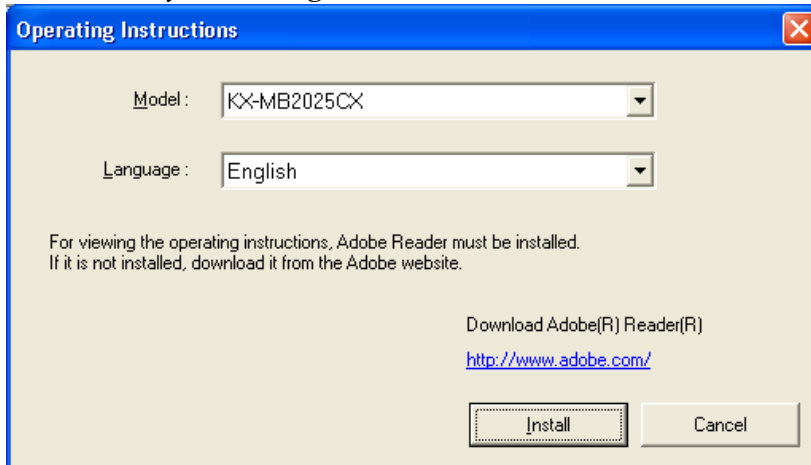 Operating Instructions
Model :
KX-MB2025CX
Language :
English
For viewing the operating instructions, Adobe Reader must be installed.
If it is not installed, download it from the Adobe website.
Download Adobe(R) Reader(R)
http://www.adobe.com/
Install
Cancel